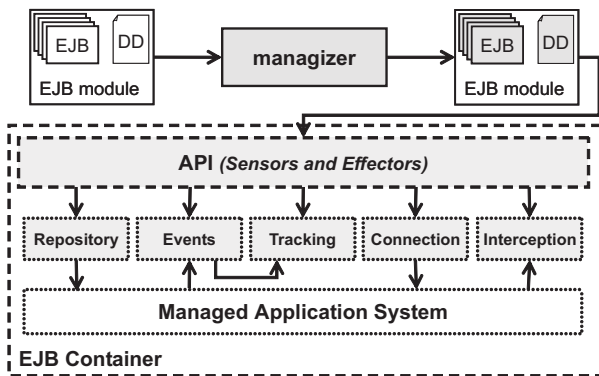 EJB
DD
EJB module
managizer
EJB
DD
EJB module
API (Sensors and Effectors)
Repository
Events
Tracking
Connection
Interception
Managed Application System
EJB Container